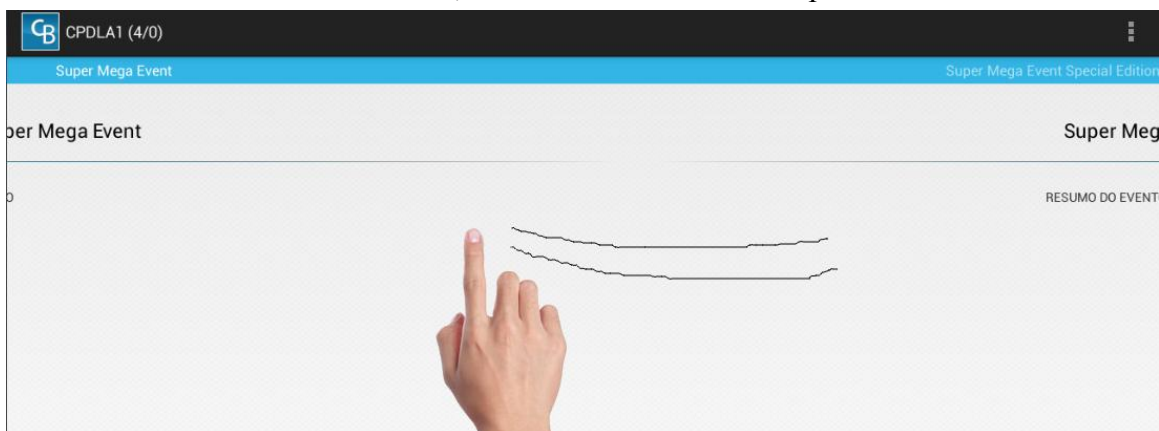 CB CPDLA1 (4/0)
Super Mega Event Super Mega Event Special Edition
per Mega Event Super Meg
O RESUMO DO EVENT